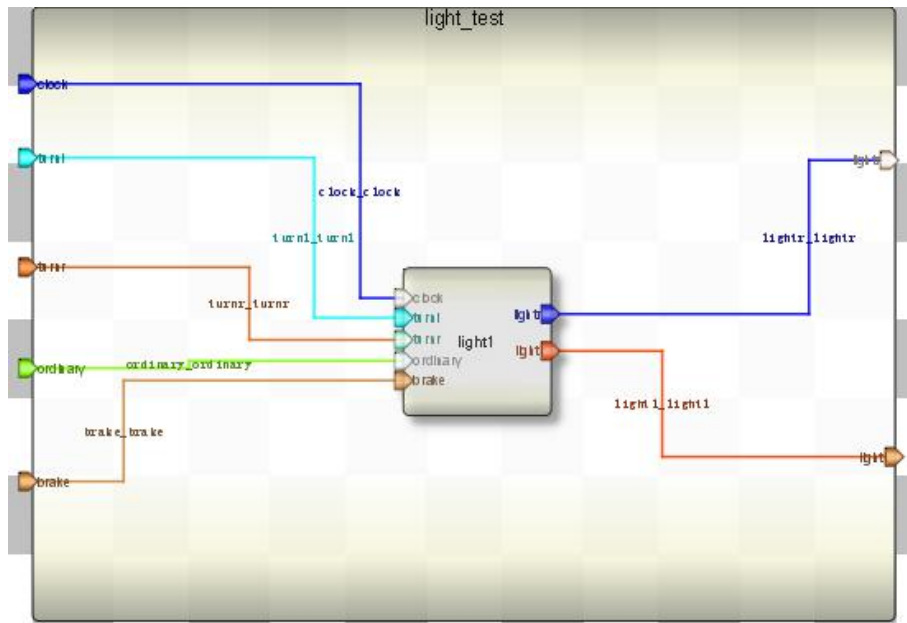 light_test
clock
turnl
turnr
ordinary
brake
clock_clock
turnl_turnl
turnr_turnr
ordinary_ordinary
brake_brake
clock
turnl
turnr
ordinary
brake
light1
lightr
lightr_lightr
lightl_lightl
lightr